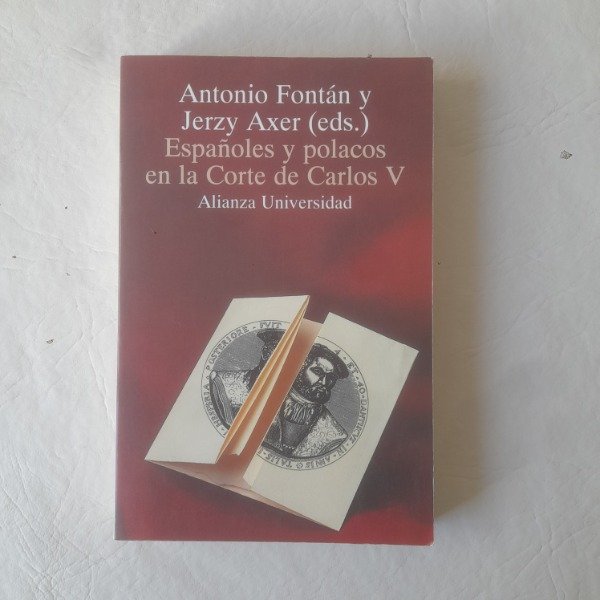 Antonio Fontán y
Jerzy Axer (eds.)
Españoles y polacos
en la Corte de Carlos V
Alianza Universidad